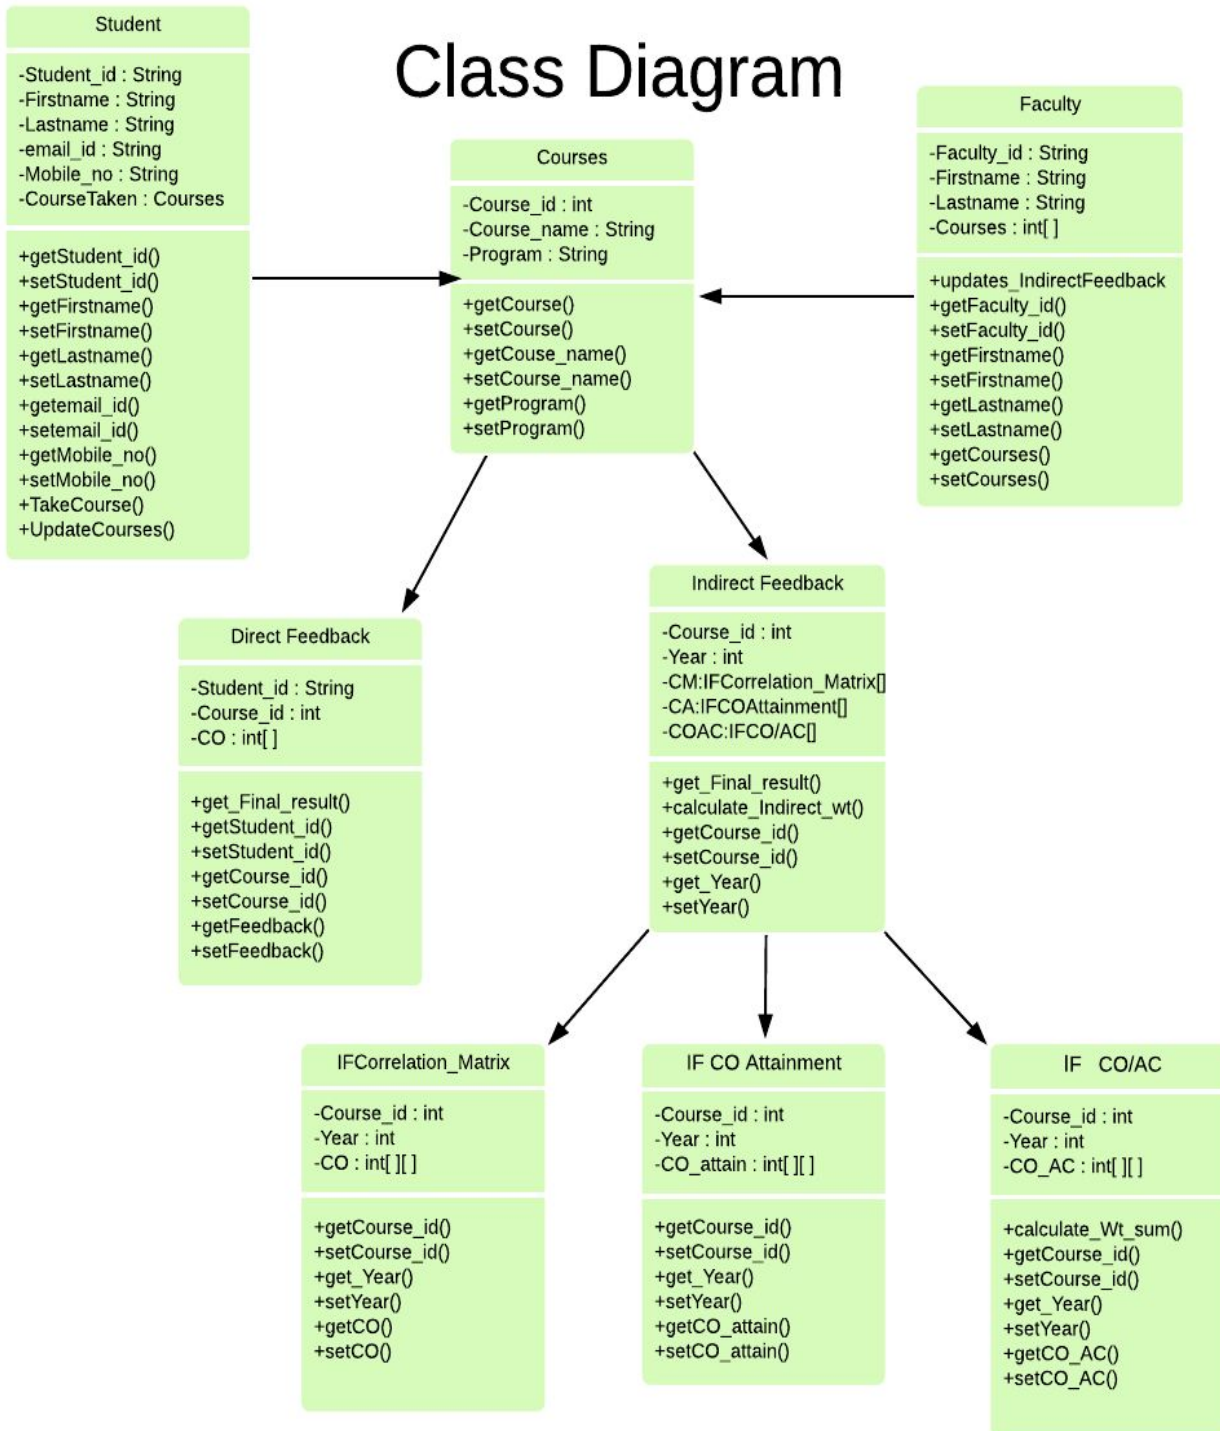 Class Diagram
Student
-Student_id : String
-Firstname : String
-Lastname : String
-email_id : String
-Mobile_no : String
-CourseTaken : Courses
+getStudent_id()
+setStudent_id()
+getFirstname()
+setFirstname()
+getLastname()
+setLastname()
+getemail_id()
+setemail_id()
+getMobile_no()
+setMobile_no()
+TakeCourse()
+UpdateCourses()
Courses
-Course_id : int
-Course_name : String
-Program : String
+getCourse()
+setCourse()
+getCouse_name()
+setCourse_name()
+getProgram()
+setProgram()
Faculty
-Faculty_id : String
-Firstname : String
-Lastname : String
-Courses : int[ ]
+updates_IndirectFeedback
+getFaculty_id()
+setFaculty_id()
+getFirstname()
+setFirstname()
+getLastname()
+setLastname()
+getCourses()
+setCourses()
Direct Feedback
-Student_id : String
-Course_id : int
-CO : int[ ]
+get_Final_result()
+getStudent_id()
+setStudent_id()
+getCourse_id()
+setCourse_id()
+getFeedback()
+setFeedback()
Indirect Feedback
-Course_id : int
-Year : int
-CM:IFCorrelation_Matrix[]
-CA:IFCOAttainment[]
-COAC:IFCO/AC[]
+get_Final_result()
+calculate_Indirect_wt()
+getCourse_id()
+setCourse_id()
+get_Year()
+setYear()
IFCorrelation_Matrix
-Course_id : int
-Year : int
-CO : int[ ][ ]
+getCourse_id()
+setCourse_id()
+get_Year()
+setYear()
+getCO()
+setCO()
IF CO Attainment
-Course_id : int
-Year : int
-CO_attain : int[ ][ ]
+getCourse_id()
+setCourse_id()
+get_Year()
+setYear()
+getCO_attain()
+setCO_attain()
IF CO/AC
-Course_id : int
-Year : int
-CO_AC : int[ ][ ]
+calculate_Wt_sum()
+getCourse_id()
+setCourse_id()
+get_Year()
+setYear()
+getCO_AC()
+setCO_AC()